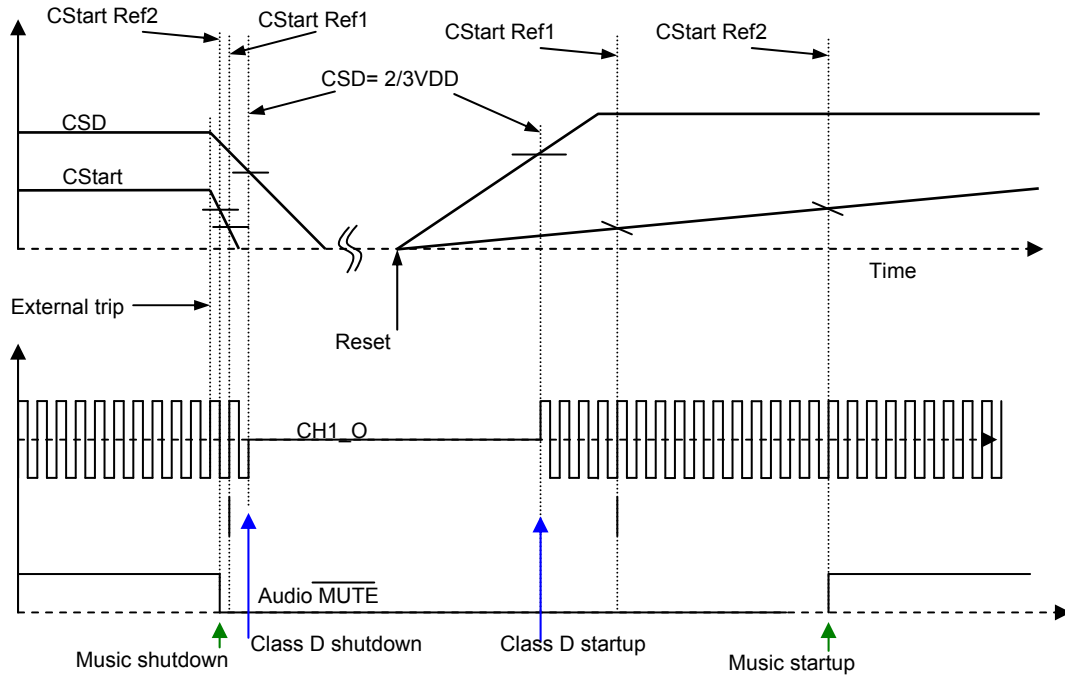 CStart Ref2
CStart Ref1
CStart Ref1
CStart Ref2
CSD= 2/3VDD
CSD
CStart
Time
External trip
Reset
CH1_O
Audio MUTE
Music shutdown
Class D shutdown
Class D startup
Music startup